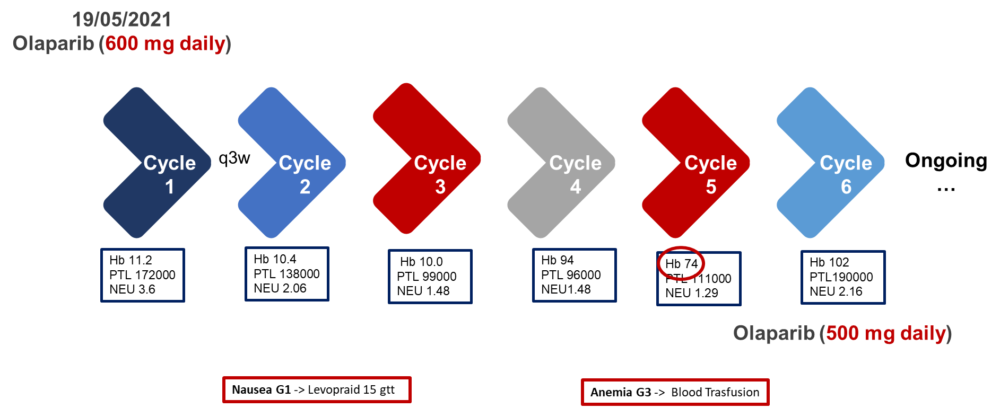 19/05/2021
Olaparib (600 mg daily)
Cycle
1
q3w
Cycle
2
Cycle
3
Cycle
4
Cycle
5
Cycle
6
Ongoing
...
Hb 11.2
PTL 172000
NEU 3.6
Hb 10.4
PTL 138000
NEU 2.06
Hb 10.0
PTL 99000
NEU 1.48
Hb 94
PTL 96000
NEU1.48
Hb 74
PTL 111000
NEU 1.29
Hb 102
PTL190000
NEU 2.16
Olaparib (500 mg daily)
Nausea G1 -> Levopraid 15 gtt
Anemia G3 -> Blood Trasfusion